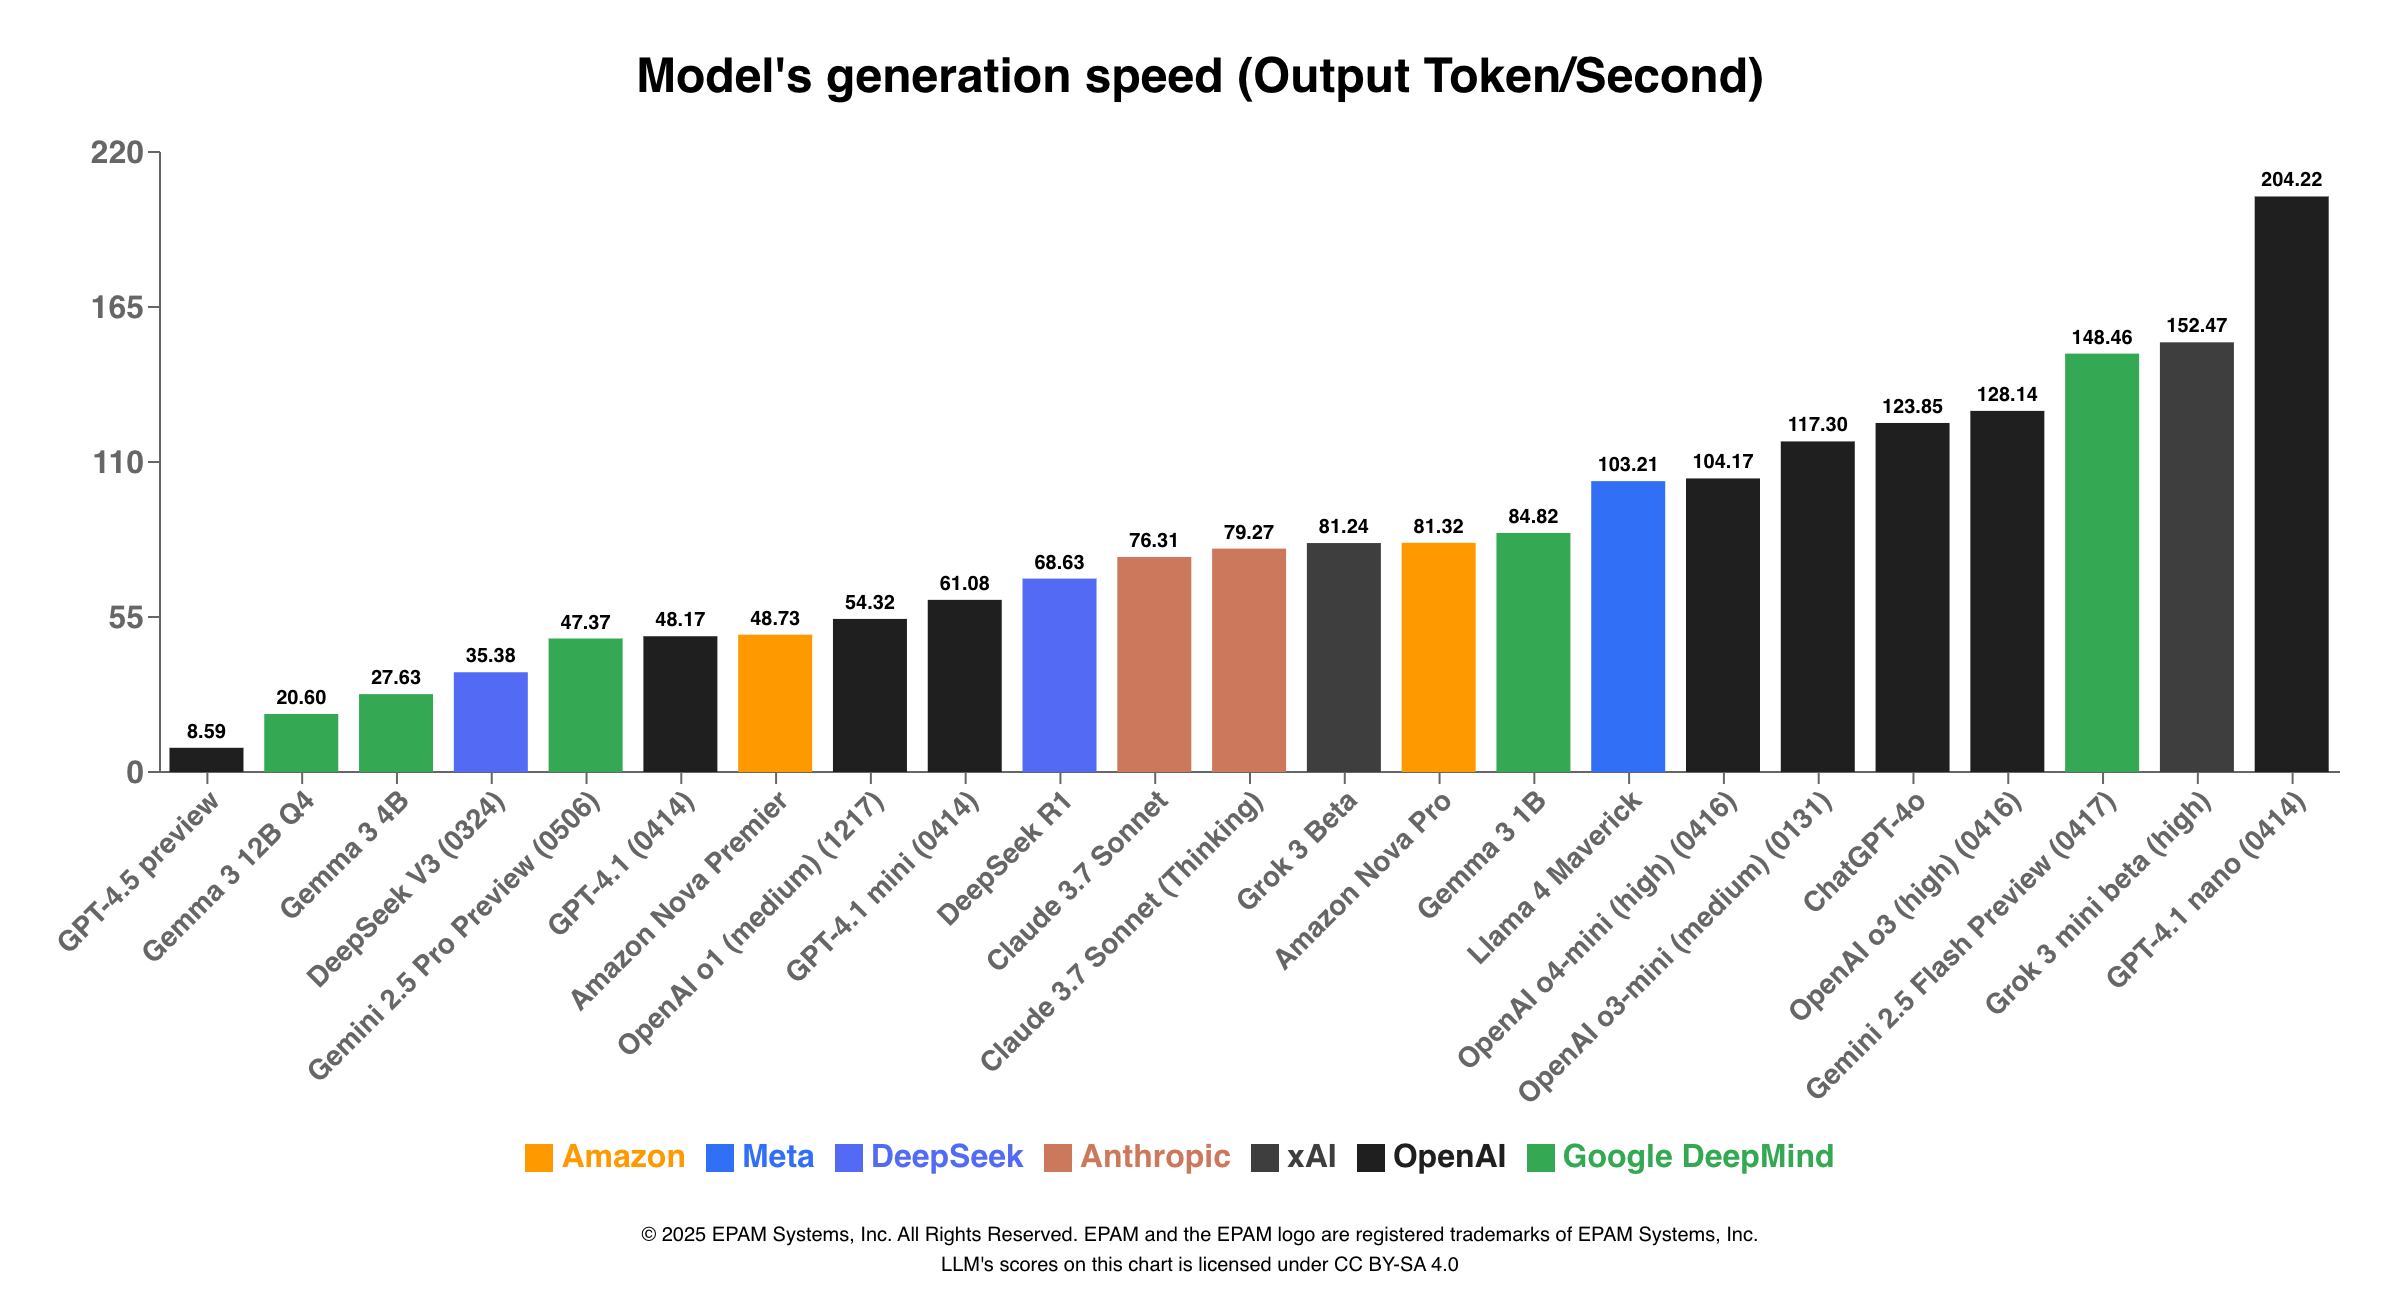 Model's generation speed (Output Token/Second)
220
165
110
55
0
8.59
20.60
27.63
35.38
47.37
48.17
48.73
54.32
61.08
68.63
76.31
79.27
81.24
81.32
84.82
103.21
104.17
117.30
123.85
128.14
148.46
152.47
204.22
GPT-4.5 preview
Gemma 3 12B Q4
Gemma 3 4B
DeepSeek V3 (0324)
Gemini 2.5 Pro Preview (0506)
GPT-4.1 (0414)
Amazon Nova Premier
OpenAI o1 (medium) (1217)
GPT-4.1 mini (0414)
DeepSeek R1
Claude 3.7 Sonnet
Claude 3.7 Sonnet (Thinking)
Grok 3 Beta
Amazon Nova Pro
Gemma 3 1B
Llama 4 Maverick
OpenAI o4-mini (high) (0416)
OpenAI o3-mini (medium) (0131)
ChatGPT-4o
OpenAI o3 (high) (0416)
Gemini 2.5 Flash Preview (0417)
Grok 3 mini beta (high)
GPT-4.1 nano (0414)
Amazon Meta DeepSeek Anthropic xAI OpenAI Google DeepMind
© 2025 EPAM Systems, Inc. All Rights Reserved. EPAM and the EPAM logo are registered trademarks of EPAM Systems, Inc.
LLM's scores on this chart is licensed under CC BY-SA 4.0